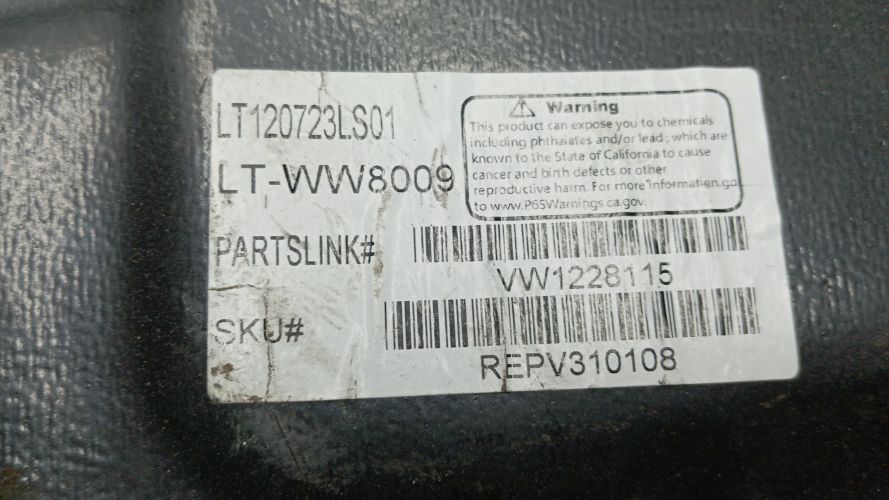 LT120723LS01
LT-WW8009
Warning
This product can expose you to chemicals
including phthalates and/or lead, which are
known to the State of California to cause
cancer and birth defects or other
reproductive harm. For more information go
to www.P65Warnings.ca.gov.
PARTSLINK#
VW1228115
SKU#
REPV310108